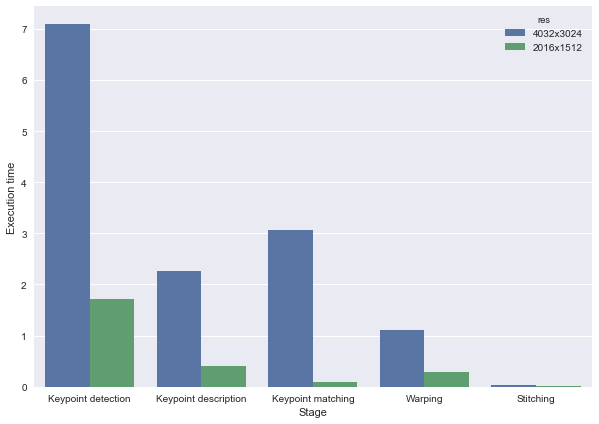 res
4032x3024
2016x1512
7
6
5
4
3
2
1
0
Execution time
Keypoint detection Keypoint description Keypoint matching Warping Stitching
Stage